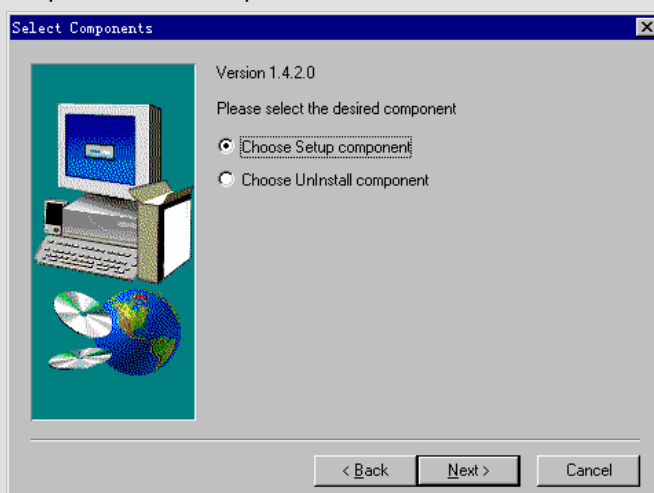 Select Components
Version 1.4.2.0
Please select the desired component
Choose Setup component
Choose UnInstall component
< Back
Next >
Cancel